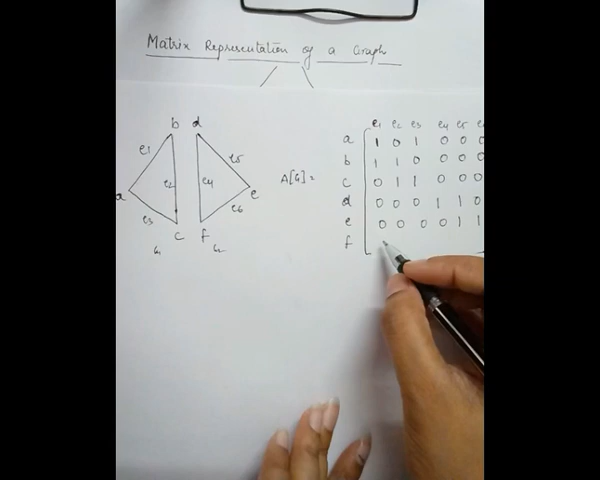 Matrix Representation of a Graph
b d
e1 e5
e2 e4
a e
e3 e6
c f
G1 G2
A[G] =
e1 e2 e3 e4 e5
a 1 0 1 0 0 0
b 1 1 0 0 0 0
c 0 1 1 0 0 0
d 0 0 0 1 1 0
e 0 0 0 0 1 1
f